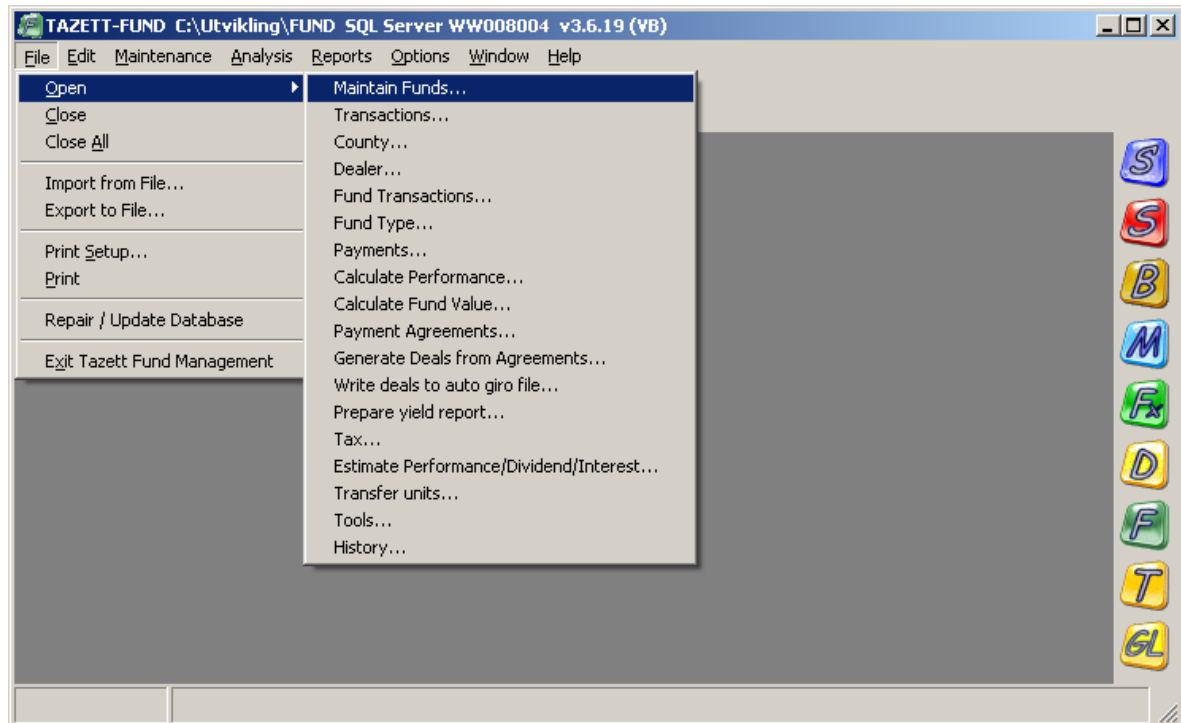 TAZETT-FUND C:\Utvikling\FUND SQL Server WW008004 v3.6.19 (VB)
File Edit Maintenance Analysis Reports Options Window Help
Open
Close
Close All
Import from File...
Export to File...
Print Setup...
Print
Repair / Update Database
Exit Tazett Fund Management
Maintain Funds...
Transactions...
County...
Dealer...
Fund Transactions...
Fund Type...
Payments...
Calculate Performance...
Calculate Fund Value...
Payment Agreements...
Generate Deals from Agreements...
Write deals to auto giro file...
Prepare yield report...
Tax...
Estimate Performance/Dividend/Interest...
Transfer units...
Tools...
History...
S
S
B
M
Fx
D
F
T
GL